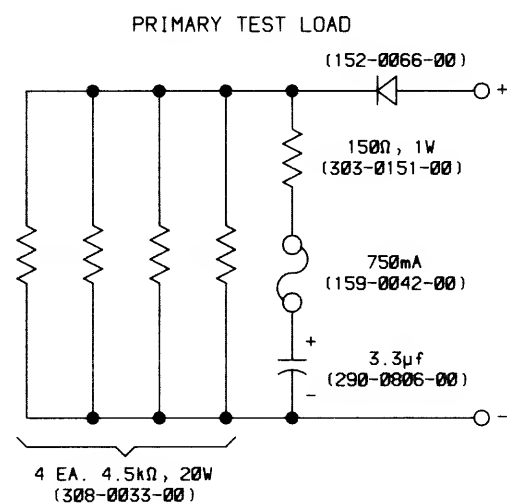 PRIMARY TEST LOAD
(152-0066-00)
+
150Ω, 1W
(303-0151-00)
750mA
(159-0042-00)
+
3.3µf
(290-0806-00)
-
-
4 EA. 4.5kΩ, 20W
(308-0033-00)